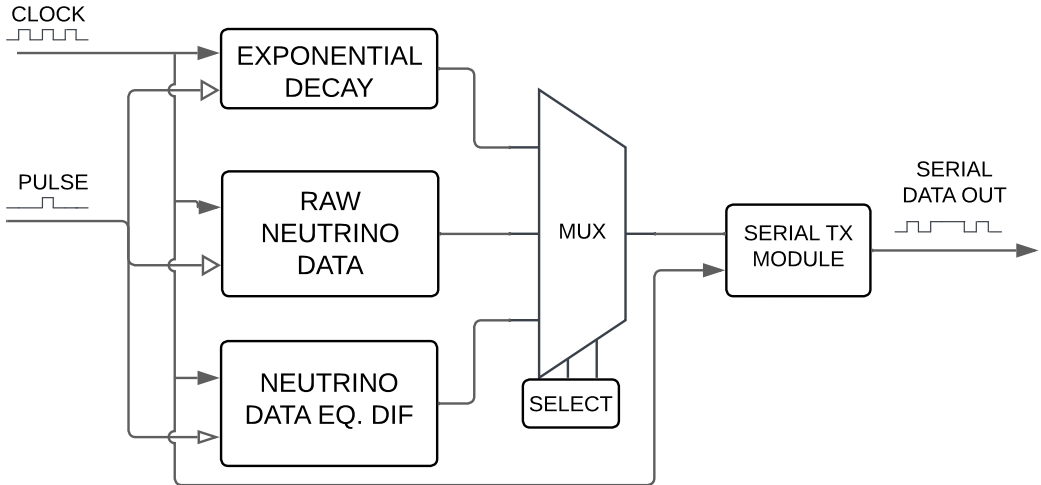 CLOCK
EXPONENTIAL
DECAY
PULSE
RAW
NEUTRINO
DATA
NEUTRINO
DATA EQ. DIF
MUX
SELECT
SERIAL TX
MODULE
SERIAL
DATA OUT